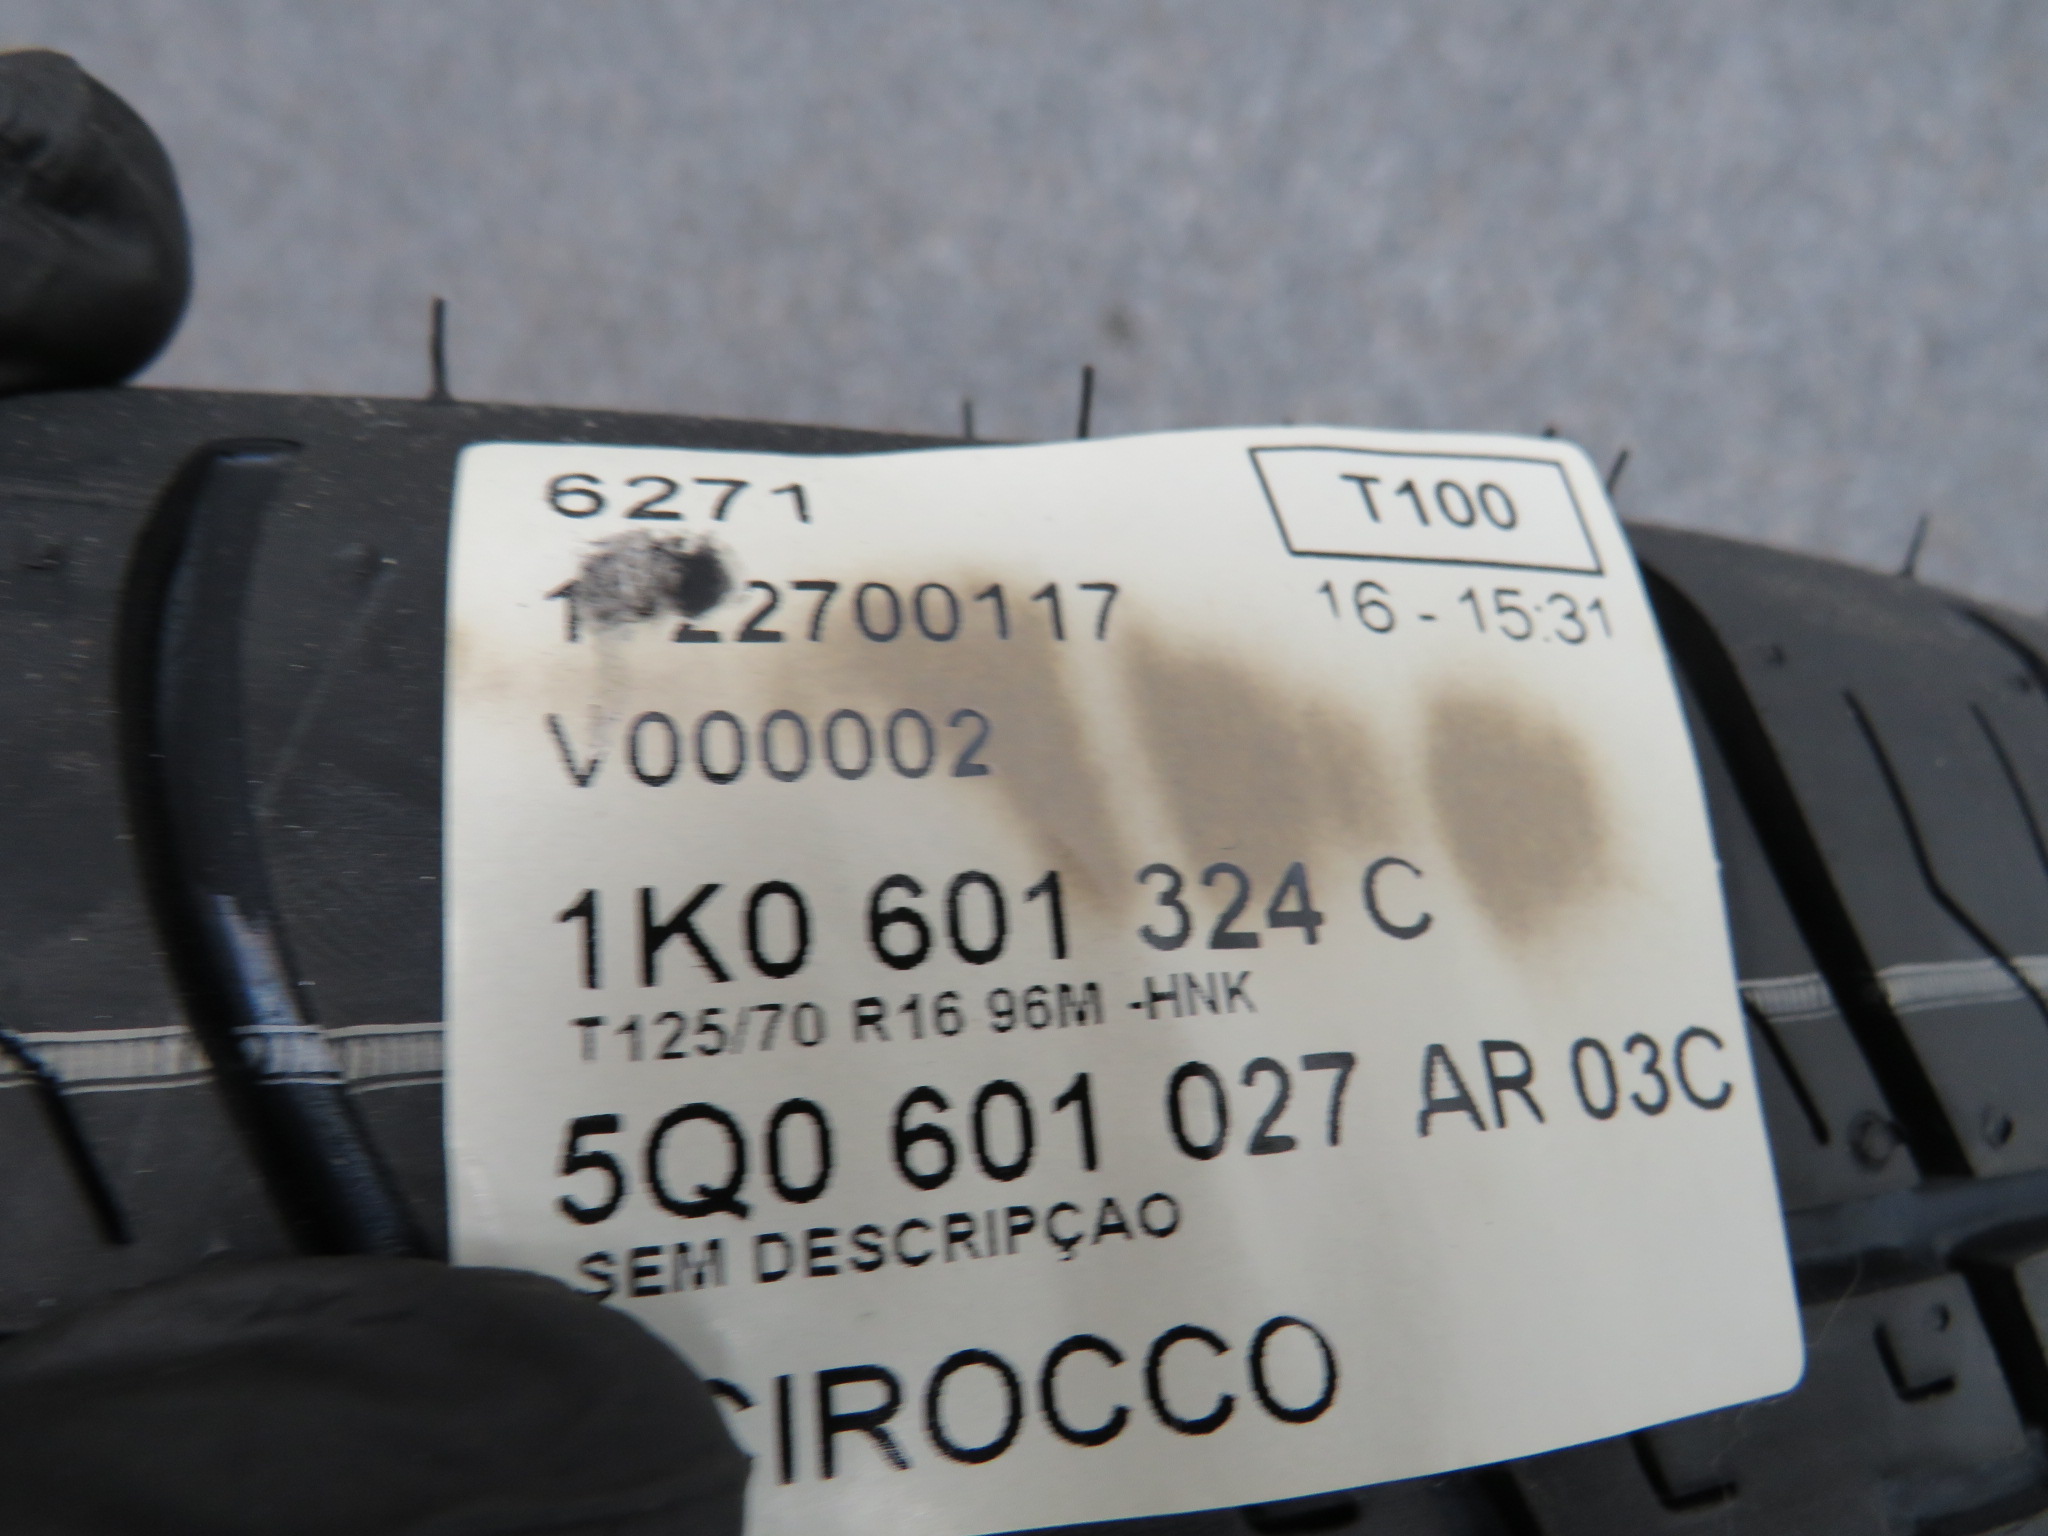 6271
T100
16 - 15:31
V000002
1K0 601 324 C
T125/70 R16 96M -HNK
5Q0 601 027 AR 03C
SEM DESCRIPÇAO
CIROCCO